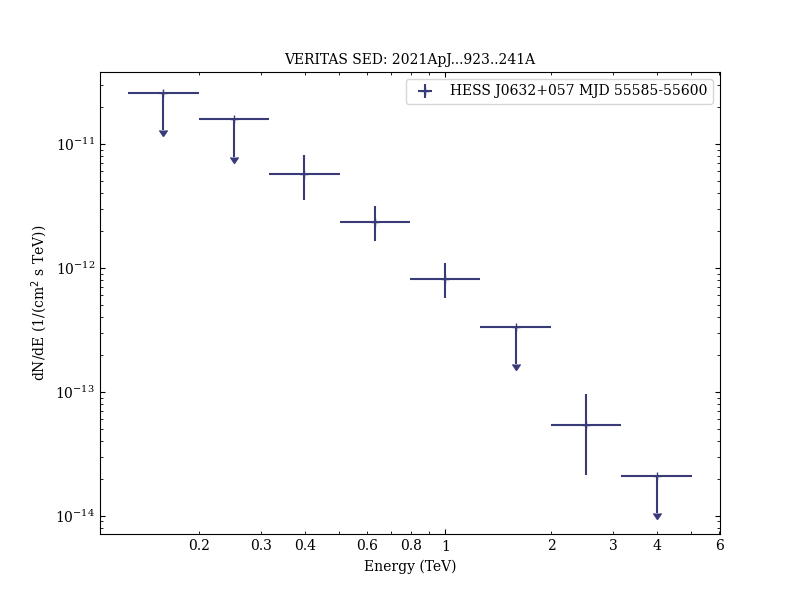 VERITAS SED: 2021ApJ...923..241A
HESS J0632+057 MJD 55585-55600
dN/dE (1/(cm² s TeV))
10⁻¹¹
10⁻¹²
10⁻¹³
10⁻¹⁴
0.2 0.3 0.4 0.6 0.8 1 2 3 4 6
Energy (TeV)